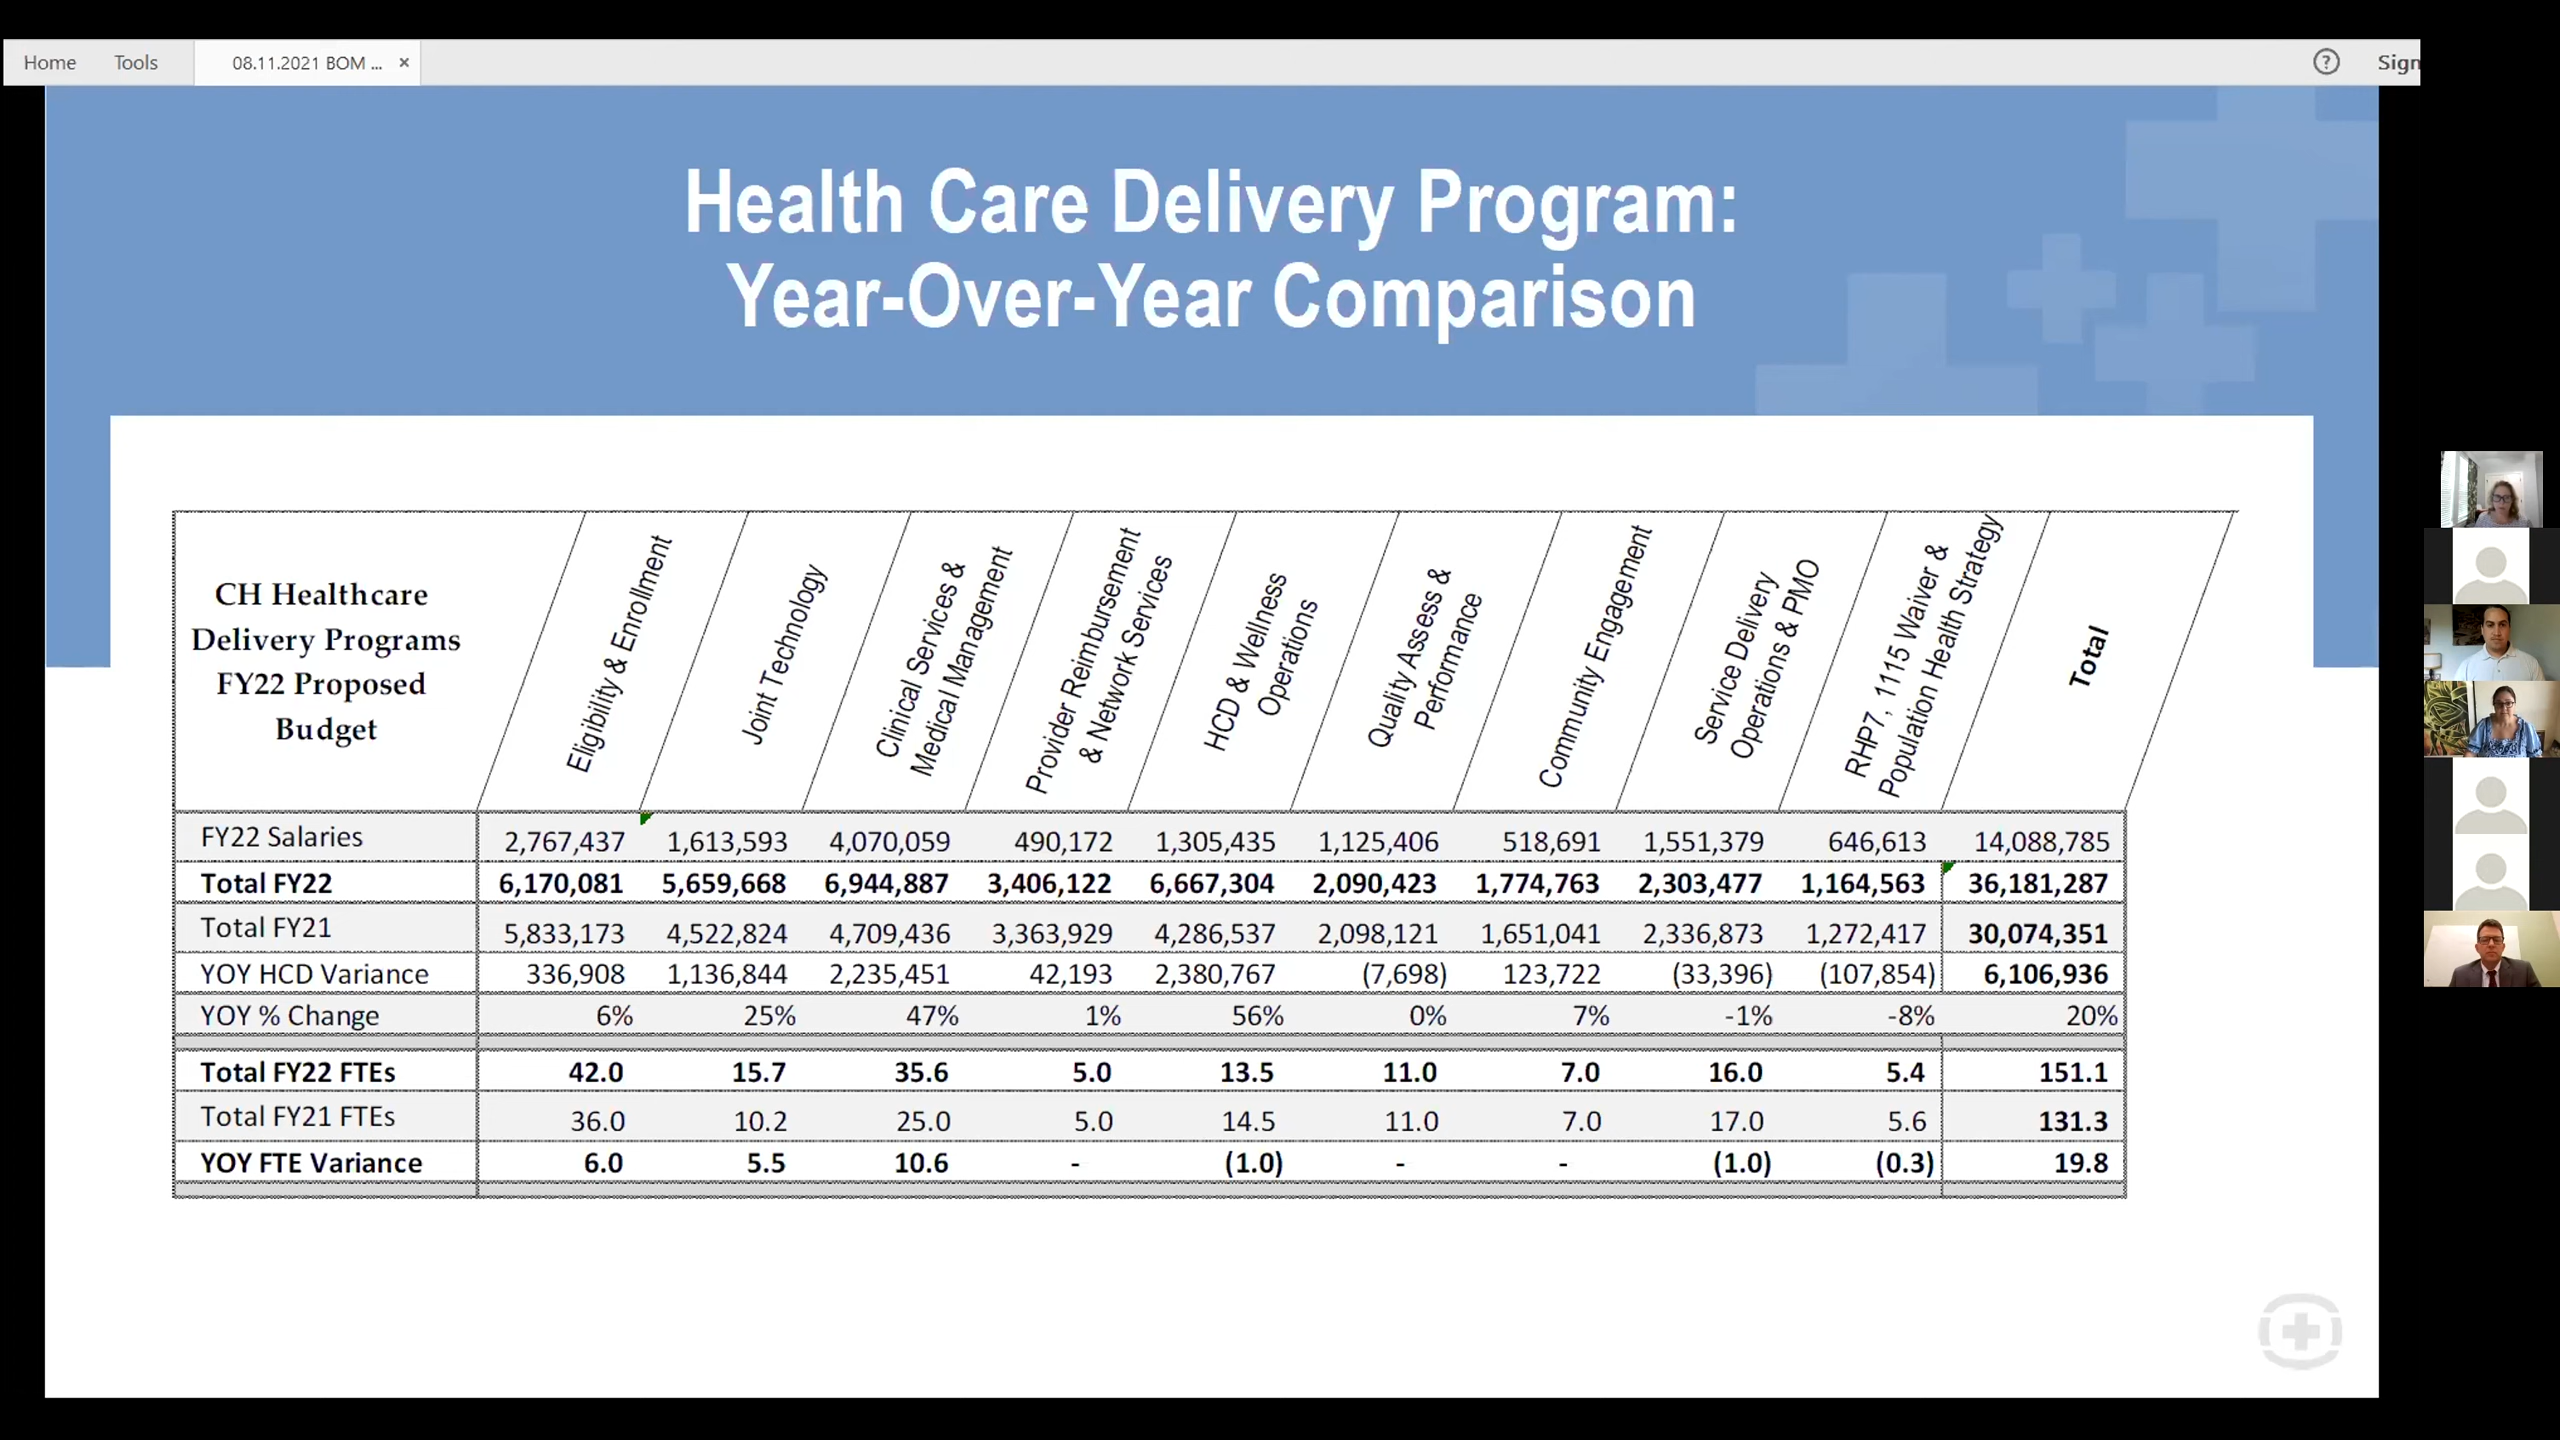 Home Tools 08.11.2021 BOM ... × ? Sign
Health Care Delivery Program:
Year-Over-Year Comparison
CH Healthcare
Delivery Programs
FY22 Proposed
Budget
Eligibility & Enrollment
Joint Technology
Clinical Services &
Medical Management
Provider Reimbursement
& Network Services
HCD & Wellness
Operations
Quality Assess &
Performance
Community Engagement
Service Delivery
Operations & PMO
RHP7, 1115 Waiver &
Population Health Strategy
Total
FY22 Salaries 2,767,437 1,613,593 4,070,059 490,172 1,305,435 1,125,406 518,691 1,551,379 646,613 14,088,785
Total FY22 6,170,081 5,659,668 6,944,887 3,406,122 6,667,304 2,090,423 1,774,763 2,303,477 1,164,563 36,181,287
Total FY21 5,833,173 4,522,824 4,709,436 3,363,929 4,286,537 2,098,121 1,651,041 2,336,873 1,272,417 30,074,351
YOY HCD Variance 336,908 1,136,844 2,235,451 42,193 2,380,767 (7,698) 123,722 (33,396) (107,854) 6,106,936
YOY % Change 6% 25% 47% 1% 56% 0% 7% -1% -8% 20%
Total FY22 FTEs 42.0 15.7 35.6 5.0 13.5 11.0 7.0 16.0 5.4 151.1
Total FY21 FTEs 36.0 10.2 25.0 5.0 14.5 11.0 7.0 17.0 5.6 131.3
YOY FTE Variance 6.0 5.5 10.6 - (1.0) - - (1.0) (0.3) 19.8